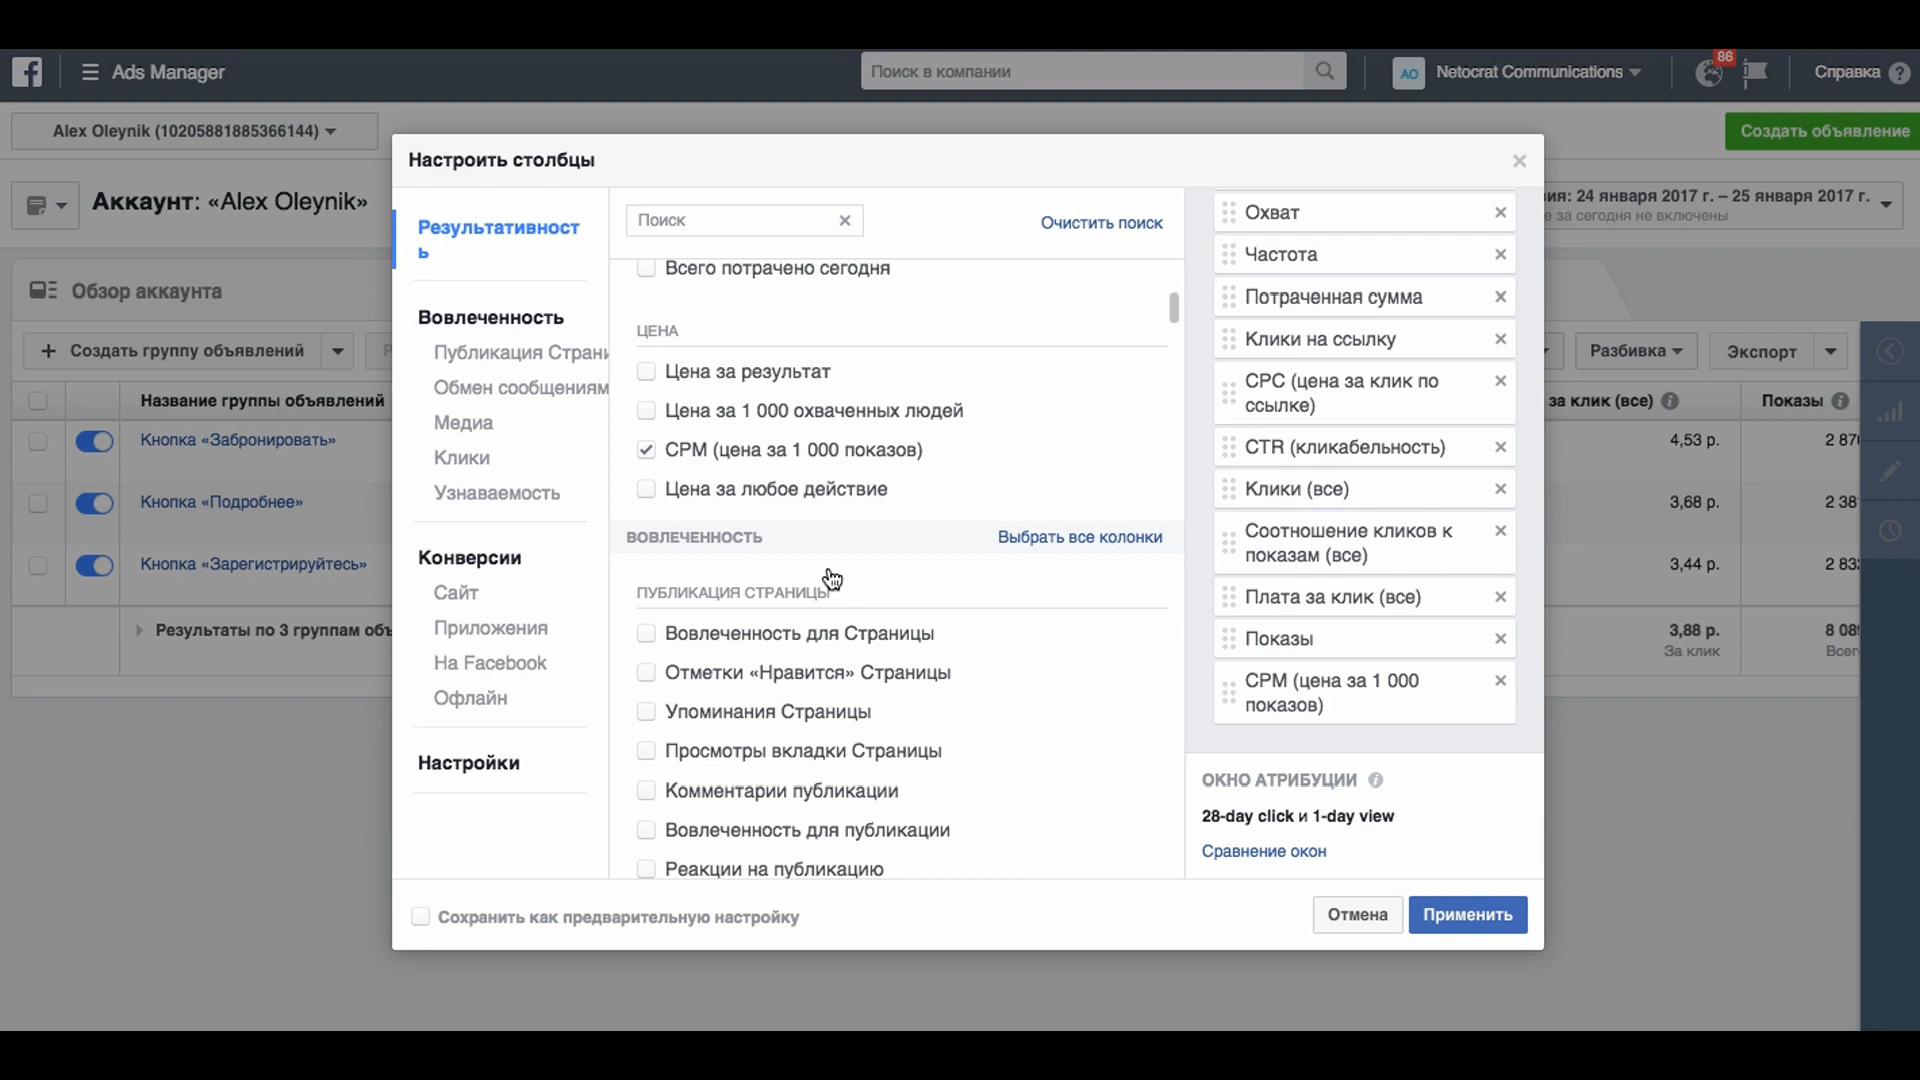 Ads Manager
Поиск в компании
AO
Netocrat Communications
86
Справка
Alex Oleynik (10205881885366144)
Создать объявление
Аккаунт: «Alex Oleynik»
24 января 2017 г. – 25 января 2017 г.
за сегодня не включены
Обзор аккаунта
Создать группу объявлений
Разбивка
Экспорт
Название группы объявлений
за клик (все)
Показы
Кнопка «Забронировать»
4,53 р.
2 87
Кнопка «Подробнее»
3,68 р.
2 38
Кнопка «Зарегистрируйтесь»
3,44 р.
2 83
Результаты по 3 группам объ
3,88 р.
8 08
За клик
Всег
Настроить столбцы
Результативност
ь
Вовлеченность
Публикация Страни
Обмен сообщениям
Медиа
Клики
Узнаваемость
Конверсии
Сайт
Приложения
На Facebook
Офлайн
Настройки
Поиск
Очистить поиск
Всего потрачено сегодня
ЦЕНА
Цена за результат
Цена за 1 000 охваченных людей
CPM (цена за 1 000 показов)
Цена за любое действие
ВОВЛЕЧЕННОСТЬ
Выбрать все колонки
ПУБЛИКАЦИЯ СТРАНИЦЫ
Вовлеченность для Страницы
Отметки «Нравится» Страницы
Упоминания Страницы
Просмотры вкладки Страницы
Комментарии публикации
Вовлеченность для публикации
Реакции на публикацию
Охват
Частота
Потраченная сумма
Клики на ссылку
CPC (цена за клик по
ссылке)
CTR (кликабельность)
Клики (все)
Соотношение кликов к
показам (все)
Плата за клик (все)
Показы
CPM (цена за 1 000
показов)
ОКНО АТРИБУЦИИ
28-day click и 1-day view
Сравнение окон
Сохранить как предварительную настройку
Отмена
Применить